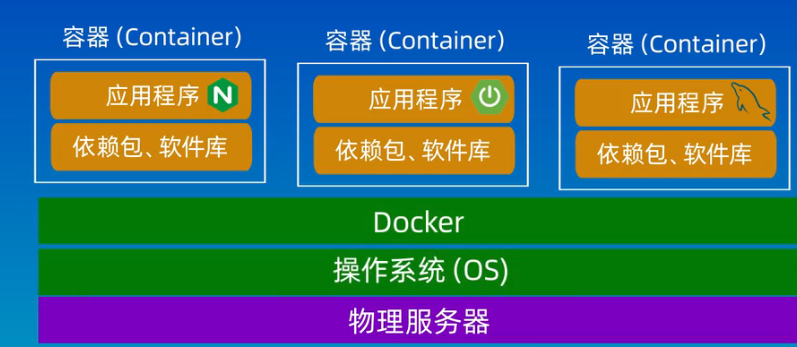 容器 (Container)
容器 (Container)
容器 (Container)
应用程序 N
应用程序
应用程序
依赖包、软件库
依赖包、软件库
依赖包、软件库
Docker
操作系统 (OS)
物理服务器